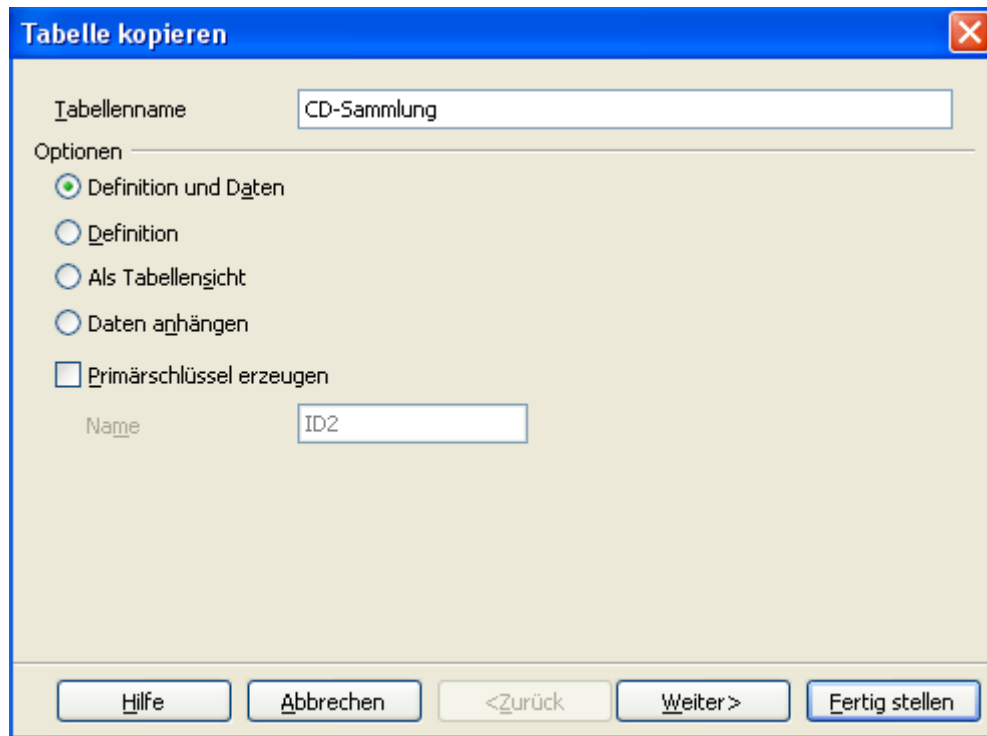 Tabelle kopieren
Tabellenname CD-Sammlung
Optionen
Definition und Daten
Definition
Als Tabellensicht
Daten anhängen
Primärschlüssel erzeugen
Name ID2
Hilfe Abbrechen <Zurück Weiter> Fertig stellen